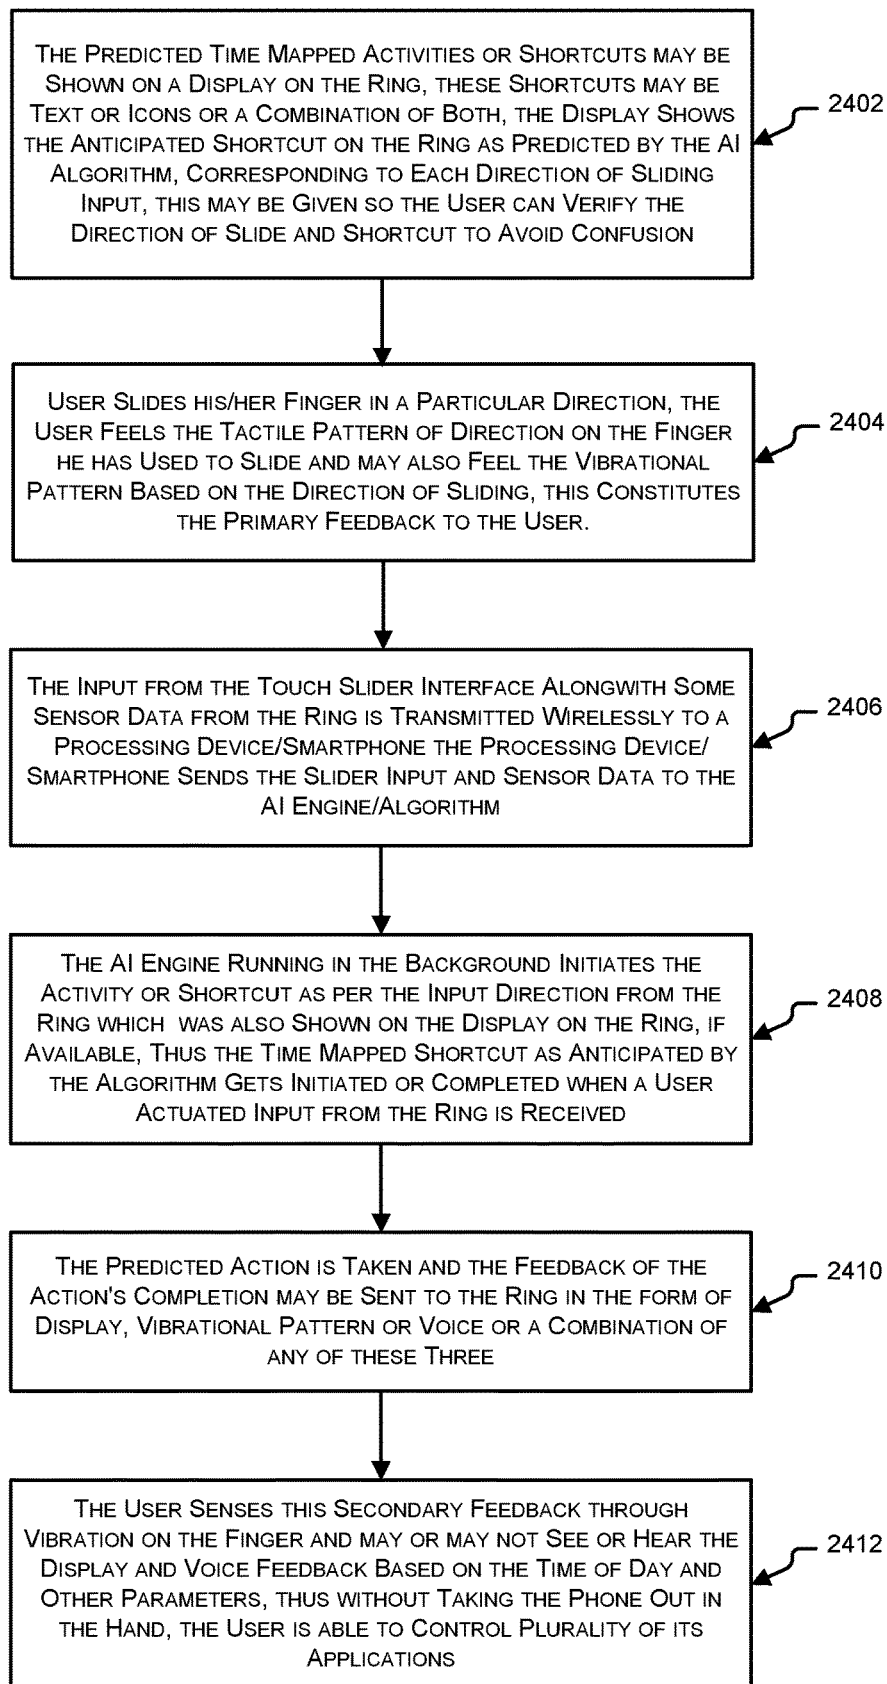 THE PREDICTED TIME MAPPED ACTIVITIES OR SHORTCUTS MAY BE
SHOWN ON A DISPLAY ON THE RING, THESE SHORTCUTS MAY BE
TEXT OR ICONS OR A COMBINATION OF BOTH, THE DISPLAY SHOWS
THE ANTICIPATED SHORTCUT ON THE RING AS PREDICTED BY THE AI
ALGORITHM, CORRESPONDING TO EACH DIRECTION OF SLIDING
INPUT, THIS MAY BE GIVEN SO THE USER CAN VERIFY THE
DIRECTION OF SLIDE AND SHORTCUT TO AVOID CONFUSION
2402
USER SLIDES HIS/HER FINGER IN A PARTICULAR DIRECTION, THE
USER FEELS THE TACTILE PATTERN OF DIRECTION ON THE FINGER
HE HAS USED TO SLIDE AND MAY ALSO FEEL THE VIBRATIONAL
PATTERN BASED ON THE DIRECTION OF SLIDING, THIS CONSTITUTES
THE PRIMARY FEEDBACK TO THE USER.
2404
THE INPUT FROM THE TOUCH SLIDER INTERFACE ALONGWITH SOME
SENSOR DATA FROM THE RING IS TRANSMITTED WIRELESSLY TO A
PROCESSING DEVICE/SMARTPHONE THE PROCESSING DEVICE/
SMARTPHONE SENDS THE SLIDER INPUT AND SENSOR DATA TO THE
AI ENGINE/ALGORITHM
2406
THE AI ENGINE RUNNING IN THE BACKGROUND INITIATES THE
ACTIVITY OR SHORTCUT AS PER THE INPUT DIRECTION FROM THE
RING WHICH WAS ALSO SHOWN ON THE DISPLAY ON THE RING, IF
AVAILABLE, THUS THE TIME MAPPED SHORTCUT AS ANTICIPATED BY
THE ALGORITHM GETS INITIATED OR COMPLETED WHEN A USER
ACTUATED INPUT FROM THE RING IS RECEIVED
2408
THE PREDICTED ACTION IS TAKEN AND THE FEEDBACK OF THE
ACTION'S COMPLETION MAY BE SENT TO THE RING IN THE FORM OF
DISPLAY, VIBRATIONAL PATTERN OR VOICE OR A COMBINATION OF
ANY OF THESE THREE
2410
THE USER SENSES THIS SECONDARY FEEDBACK THROUGH
VIBRATION ON THE FINGER AND MAY OR MAY NOT SEE OR HEAR THE
DISPLAY AND VOICE FEEDBACK BASED ON THE TIME OF DAY AND
OTHER PARAMETERS, THUS WITHOUT TAKING THE PHONE OUT IN
THE HAND, THE USER IS ABLE TO CONTROL PLURALITY OF ITS
APPLICATIONS
2412